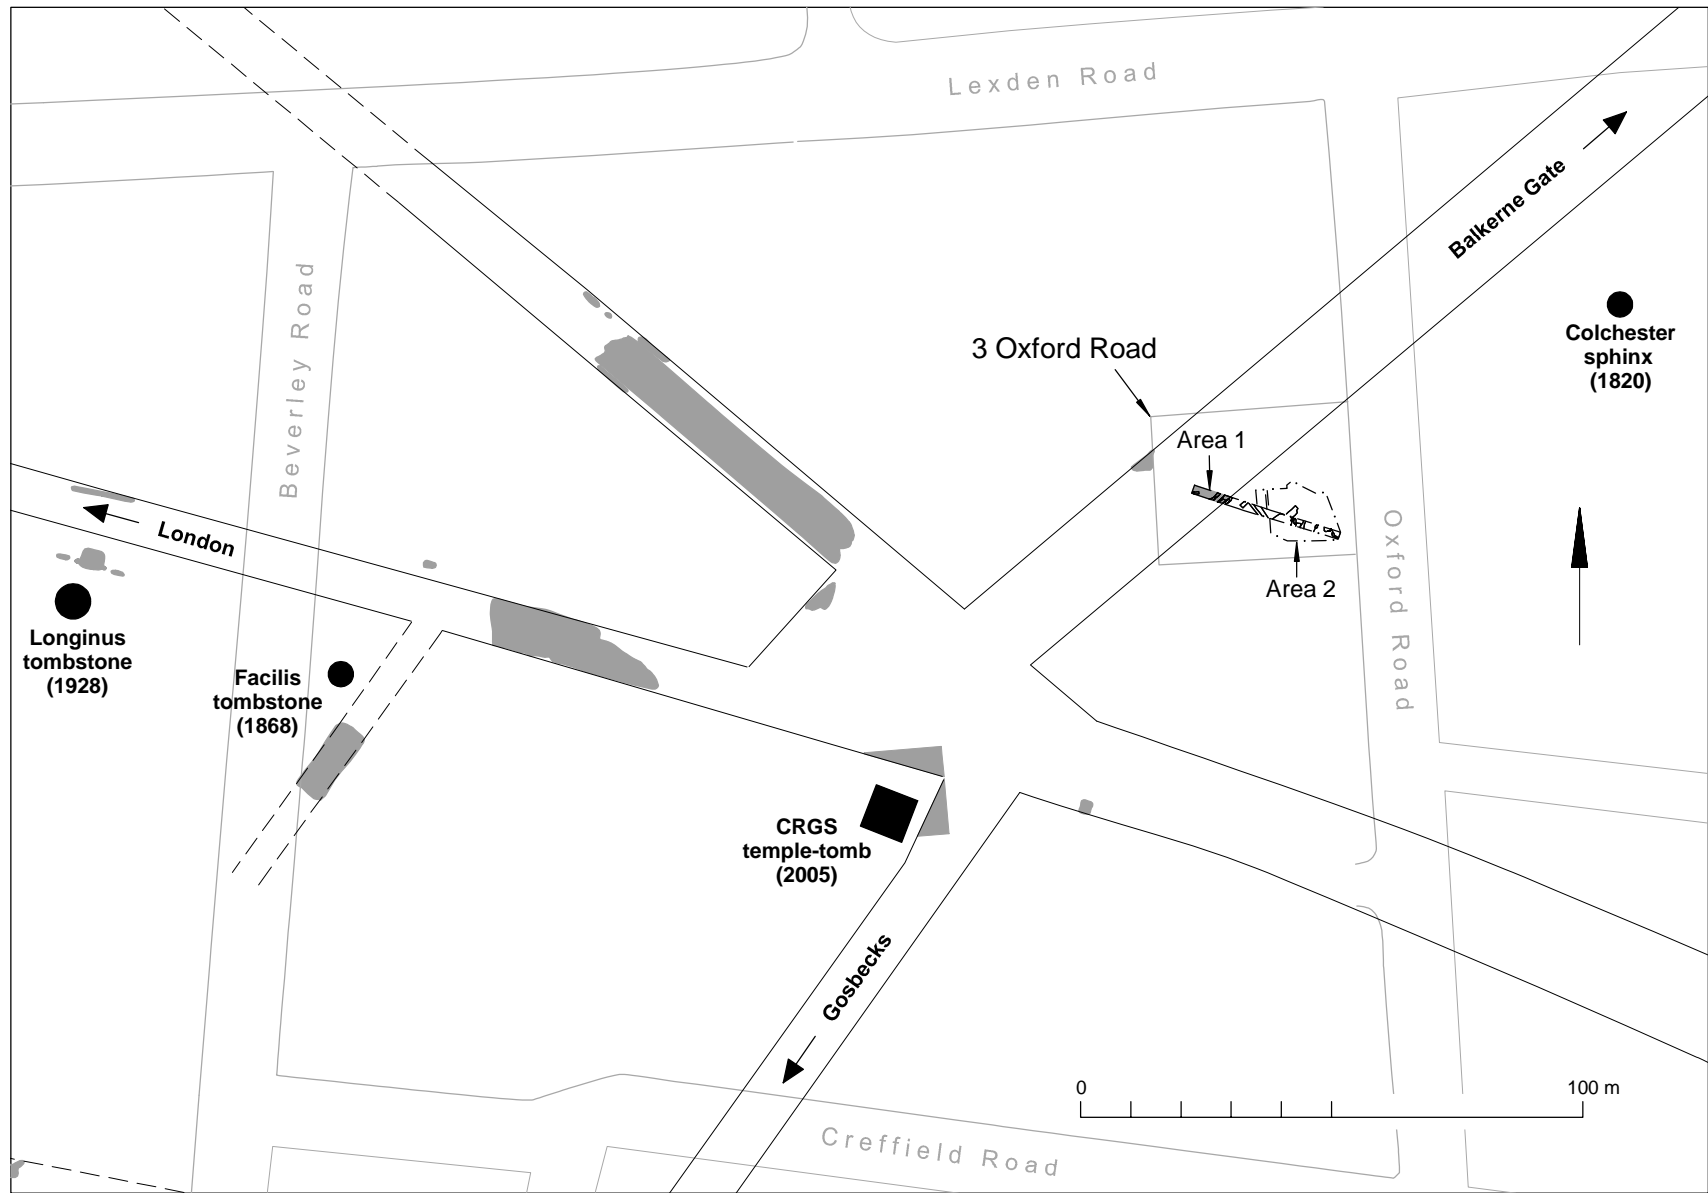 Lexden Road
Balkerne Gate
Beverley Road
Colchester
sphinx
(1820)
3 Oxford Road
Area 1
London
Oxford Road
Area 2
Longinus
tombstone
(1928)
Facilis
tombstone
(1868)
CRGS
temple-tomb
(2005)
Gosbecks
0 100 m
Creffield Road